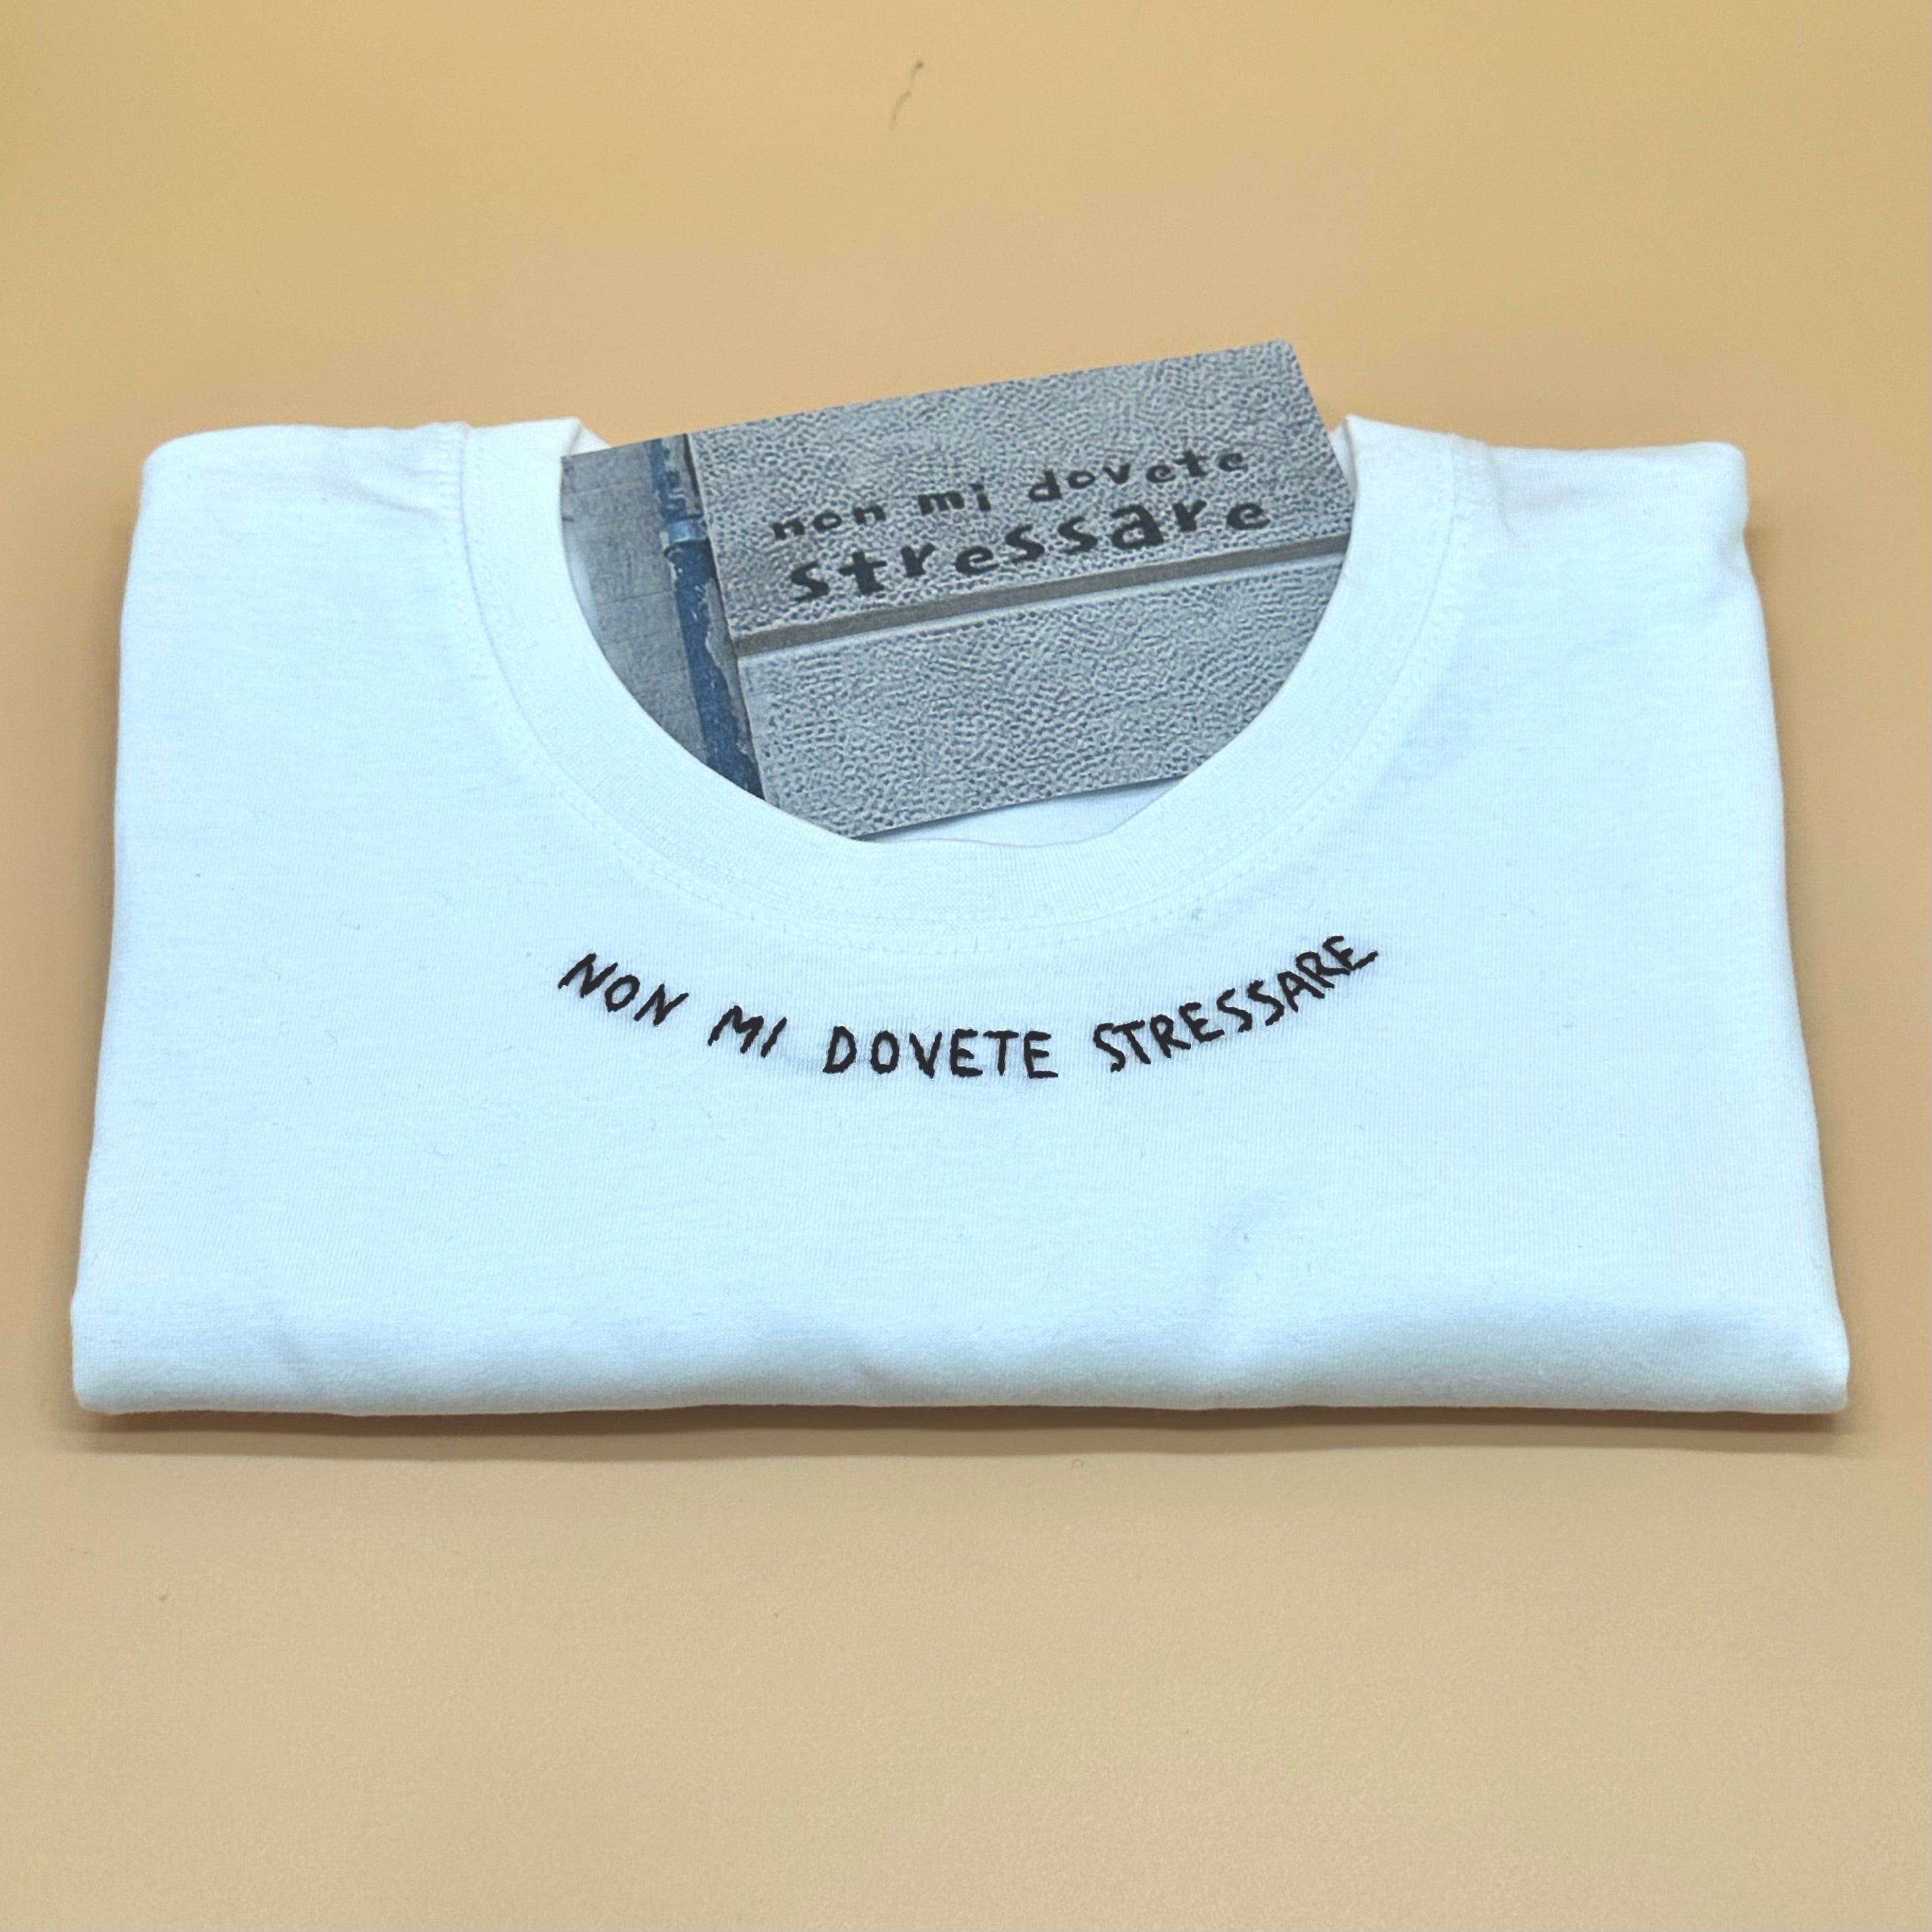 non mi dovete
stressare
NON MI DOVETE STRESSARE